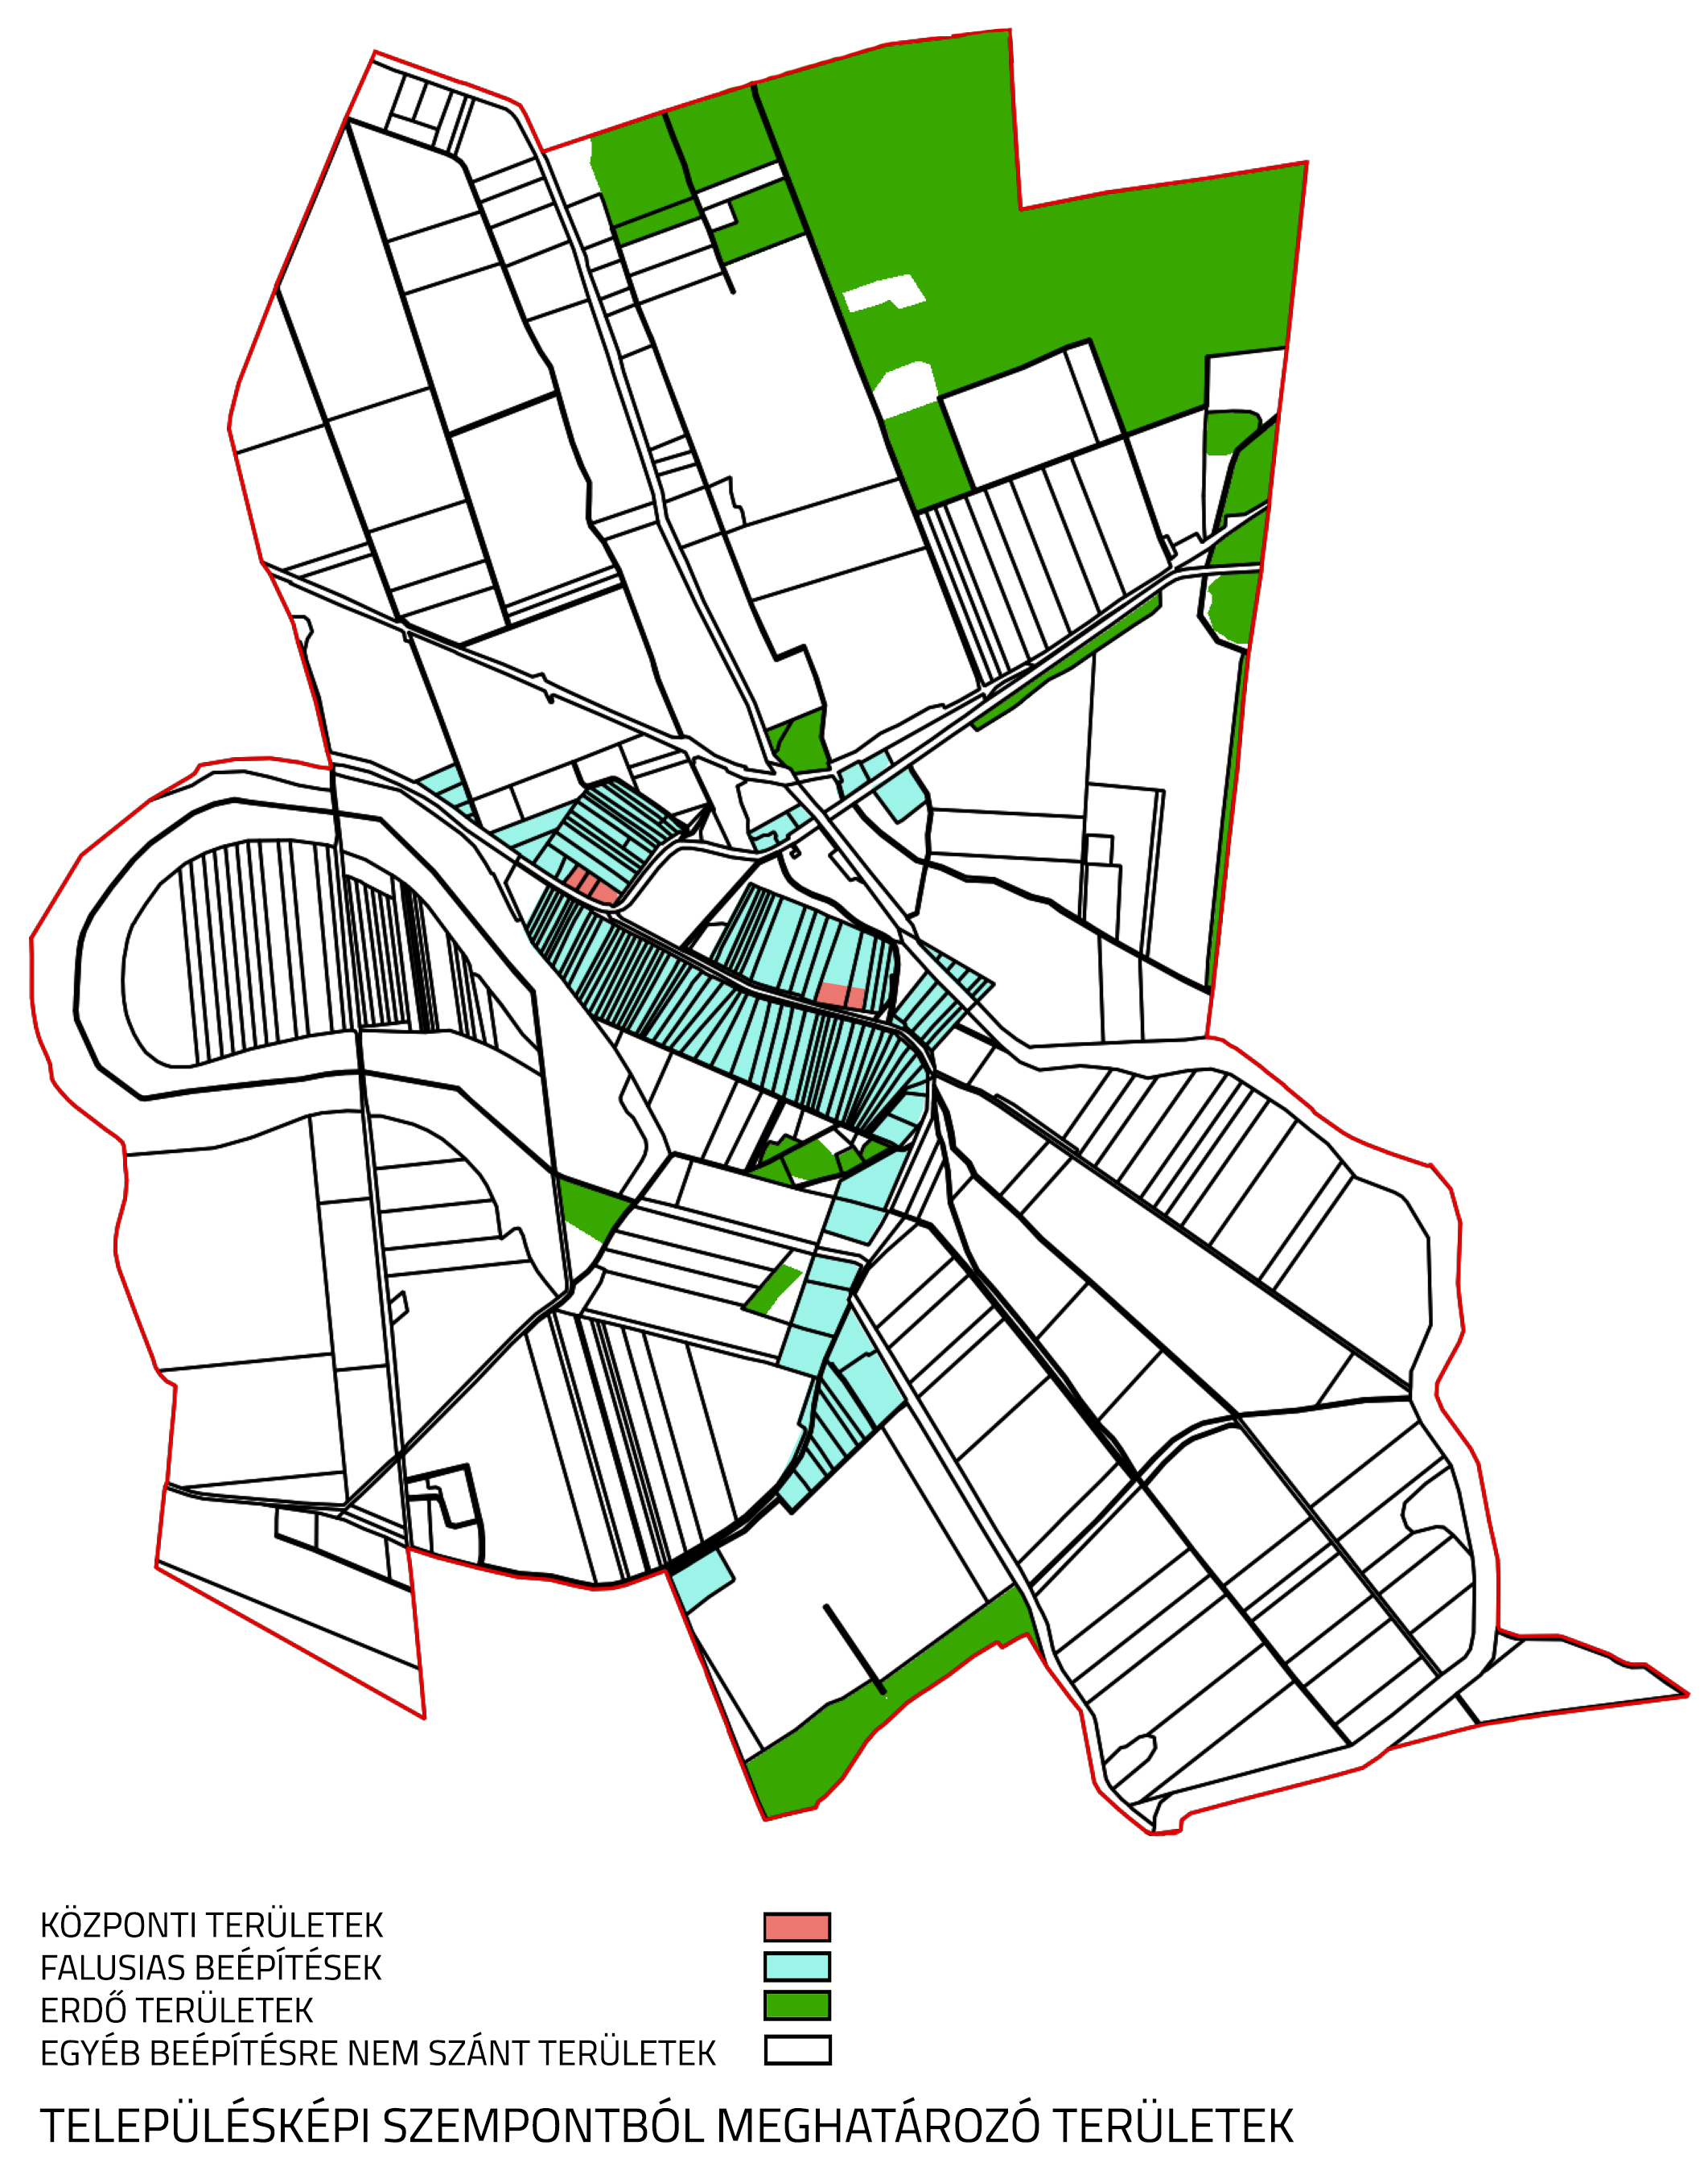 KÖZPONTI TERÜLETEK
FALUSIAS BEÉPÍTÉSEK
ERDŐ TERÜLETEK
EGYÉB BEÉPÍTÉSRE NEM SZÁNT TERÜLETEK
TELEPÜLÉSKÉPI SZEMPONTBÓL MEGHATÁROZÓ TERÜLETEK